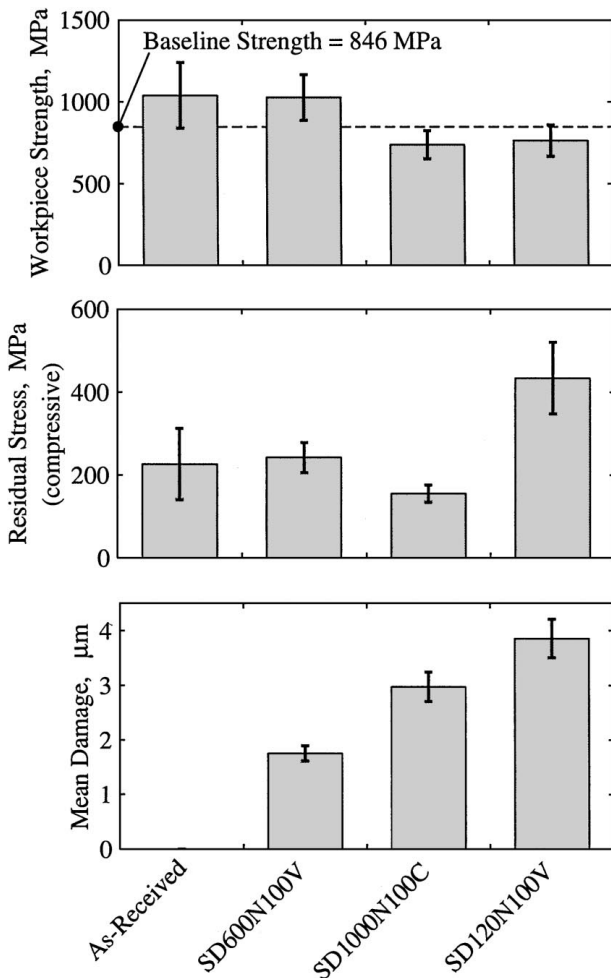 1500
Baseline Strength = 846 MPa
1000
500
0
Workpiece Strength, MPa
600
400
200
0
Residual Stress, MPa
(compressive)
4
3
2
1
0
Mean Damage, μm
As-Received
SD600N100V
SD1000N100C
SD120N100V